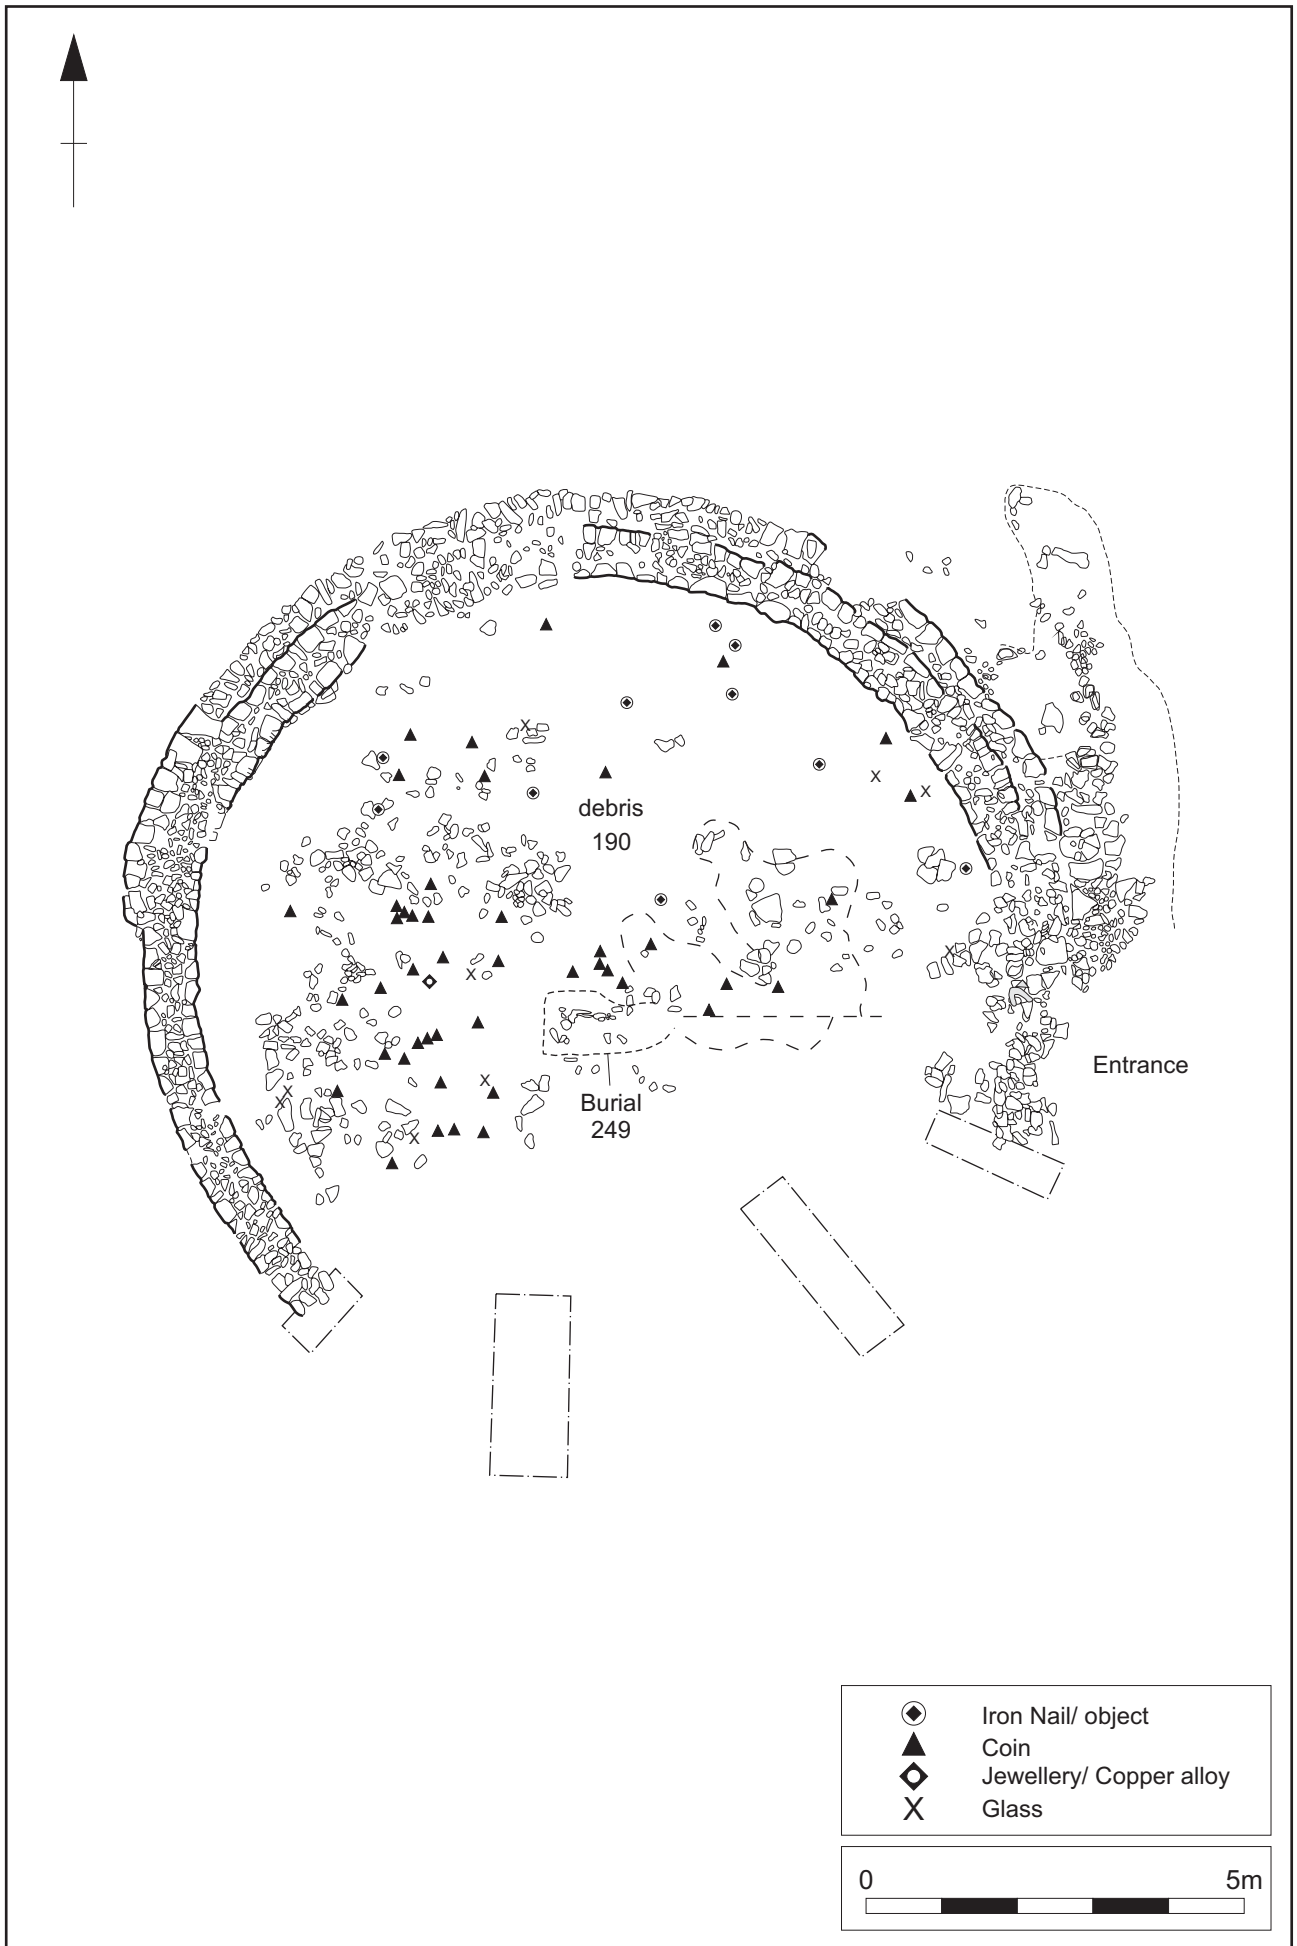 debris
190
Entrance
Burial
249
Iron Nail/ object
Coin
Jewellery/ Copper alloy
X Glass
0 5m